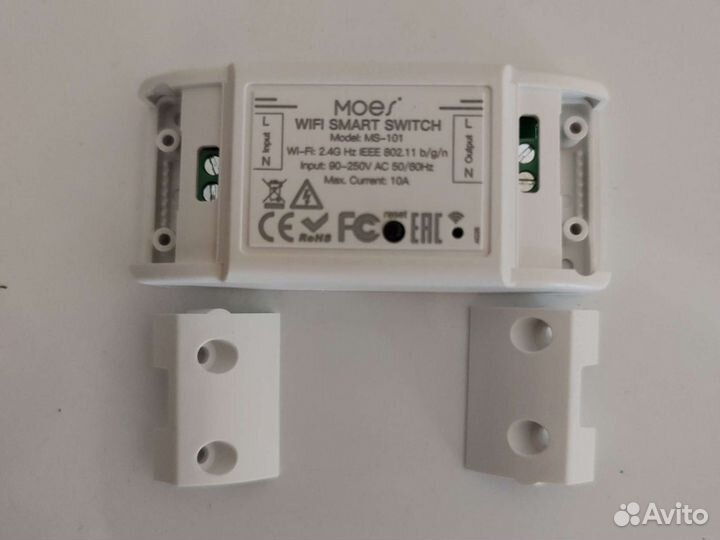 MOES
WIFI SMART SWITCH
Model: MS-101
Wi-Fi: 2.4G Hz IEEE 802.11 b/g/n
Input: 90-250V AC 50/60Hz
Max. Current: 10A
L
Input
N
L
Output
N
CE
RoHS
FC
reset
EAC
Avito